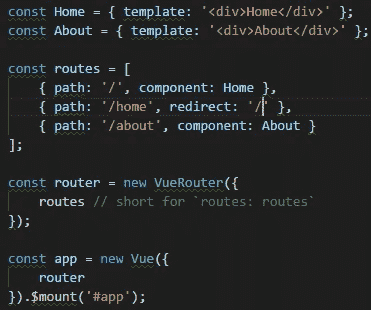 const Home = { template: '<div>Home</div>' };
const About = { template: '<div>About</div>' };
const routes = [
{ path: '/', component: Home },
{ path: '/home', redirect: '/' },
{ path: '/about', component: About }
];
const router = new VueRouter({
routes // short for `routes: routes`
});
const app = new Vue({
router
}).$mount('#app');